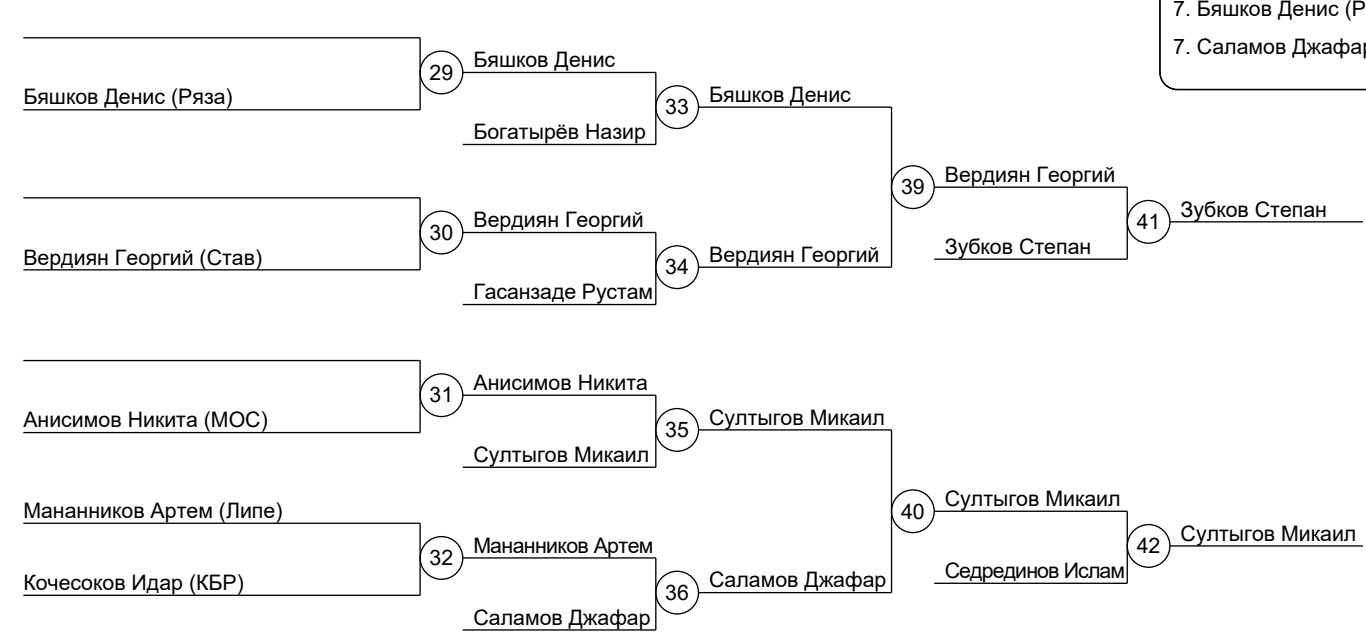 7. Бяшков Денис (Р
7. Саламов Джафар
Бяшков Денис (Ряза)
29
Бяшков Денис
Богатырёв Назир
33
Бяшков Денис
Вердиян Георгий (Став)
30
Вердиян Георгий
Гасанзаде Рустам
34
Вердиян Георгий
39
Вердиян Георгий
Зубков Степан
41
Зубков Степан
Анисимов Никита (МОС)
31
Анисимов Никита
Султыгов Микаил
35
Султыгов Микаил
Мананников Артем (Липе)
Кочесоков Идар (КБР)
32
Мананников Артем
Саламов Джафар
36
Саламов Джафар
40
Султыгов Микаил
Седрединов Ислам
42
Султыгов Микаил